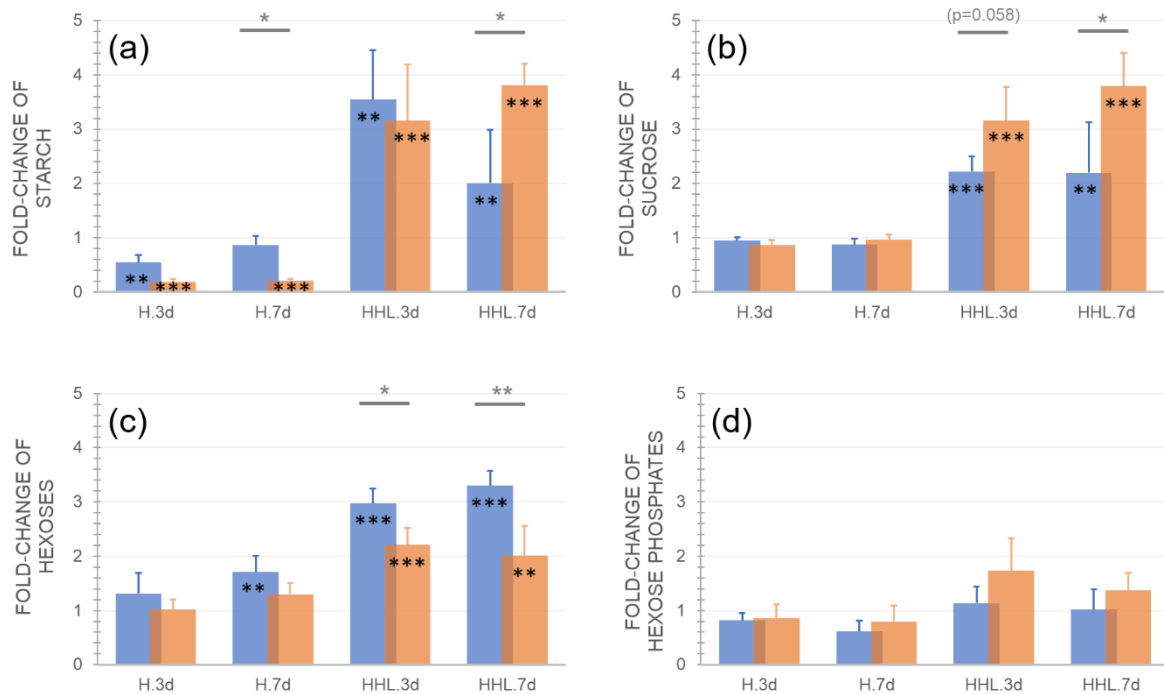 *
*
(a)
5
4
3
2
1
0
FOLD-CHANGE OF
STARCH
**
***
***
**
***
**
***
H.3d
H.7d
HHL.3d
HHL.7d
(p=0.058)
*
(b)
5
4
3
2
1
0
FOLD-CHANGE OF
SUCROSE
***
***
**
***
H.3d
H.7d
HHL.3d
HHL.7d
*
**
(c)
5
4
3
2
1
0
FOLD-CHANGE OF
HEXOSES
**
***
***
***
**
H.3d
H.7d
HHL.3d
HHL.7d
(d)
5
4
3
2
1
0
FOLD-CHANGE OF
HEXOSE PHOSPHATES
H.3d
H.7d
HHL.3d
HHL.7d